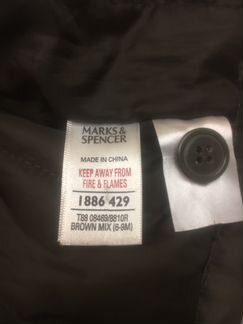 MARKS &
SPENCER
MADE IN CHINA
KEEP AWAY FROM
FIRE & FLAMES
1886 429
T88 08469/8810R
BROWN MIX (6-9M)